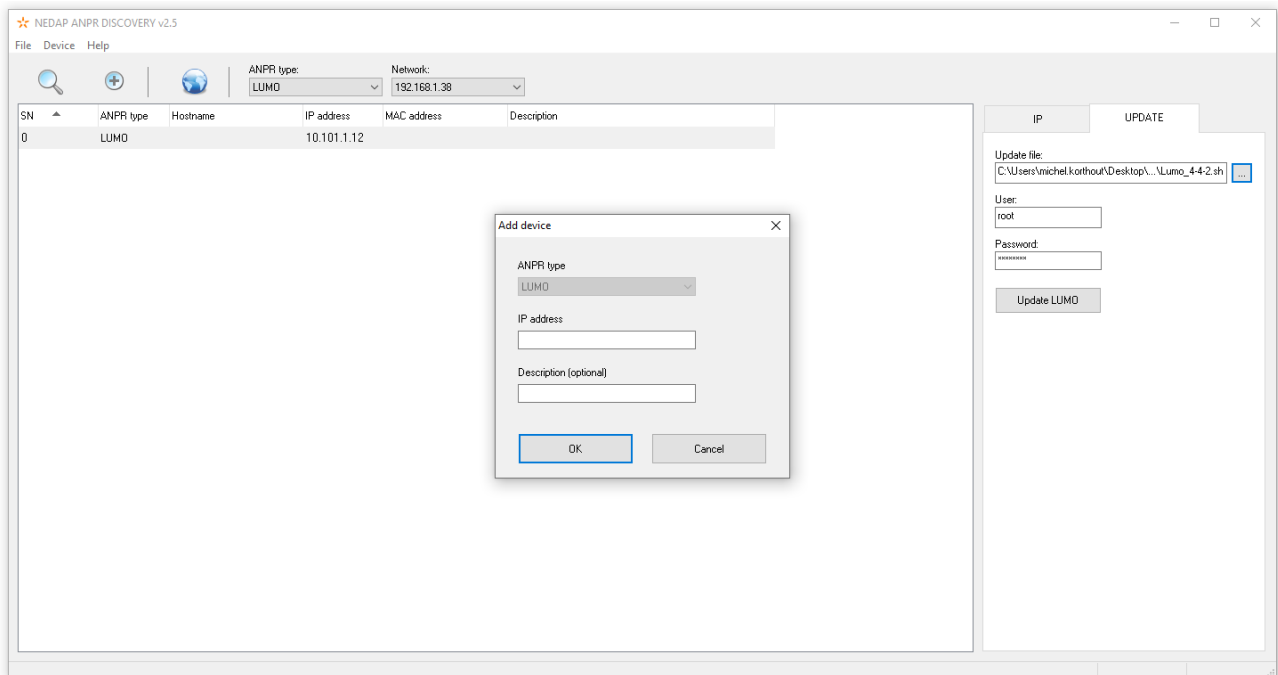 NEDAP ANPR DISCOVERY v2.5
File Device Help
ANPR type: Network:
LUMO 192.168.1.38
SN ANPR type Hostname IP address MAC address Description
0 LUMO 10.101.1.12
IP UPDATE
Update file:
C:\Users\michel.korthout\Desktop\...\Lumo_4-4-2.sh ...
User:
root
Password:
********
Update LUMO
Add device
ANPR type
LUMO
IP address
Description (optional)
OK Cancel